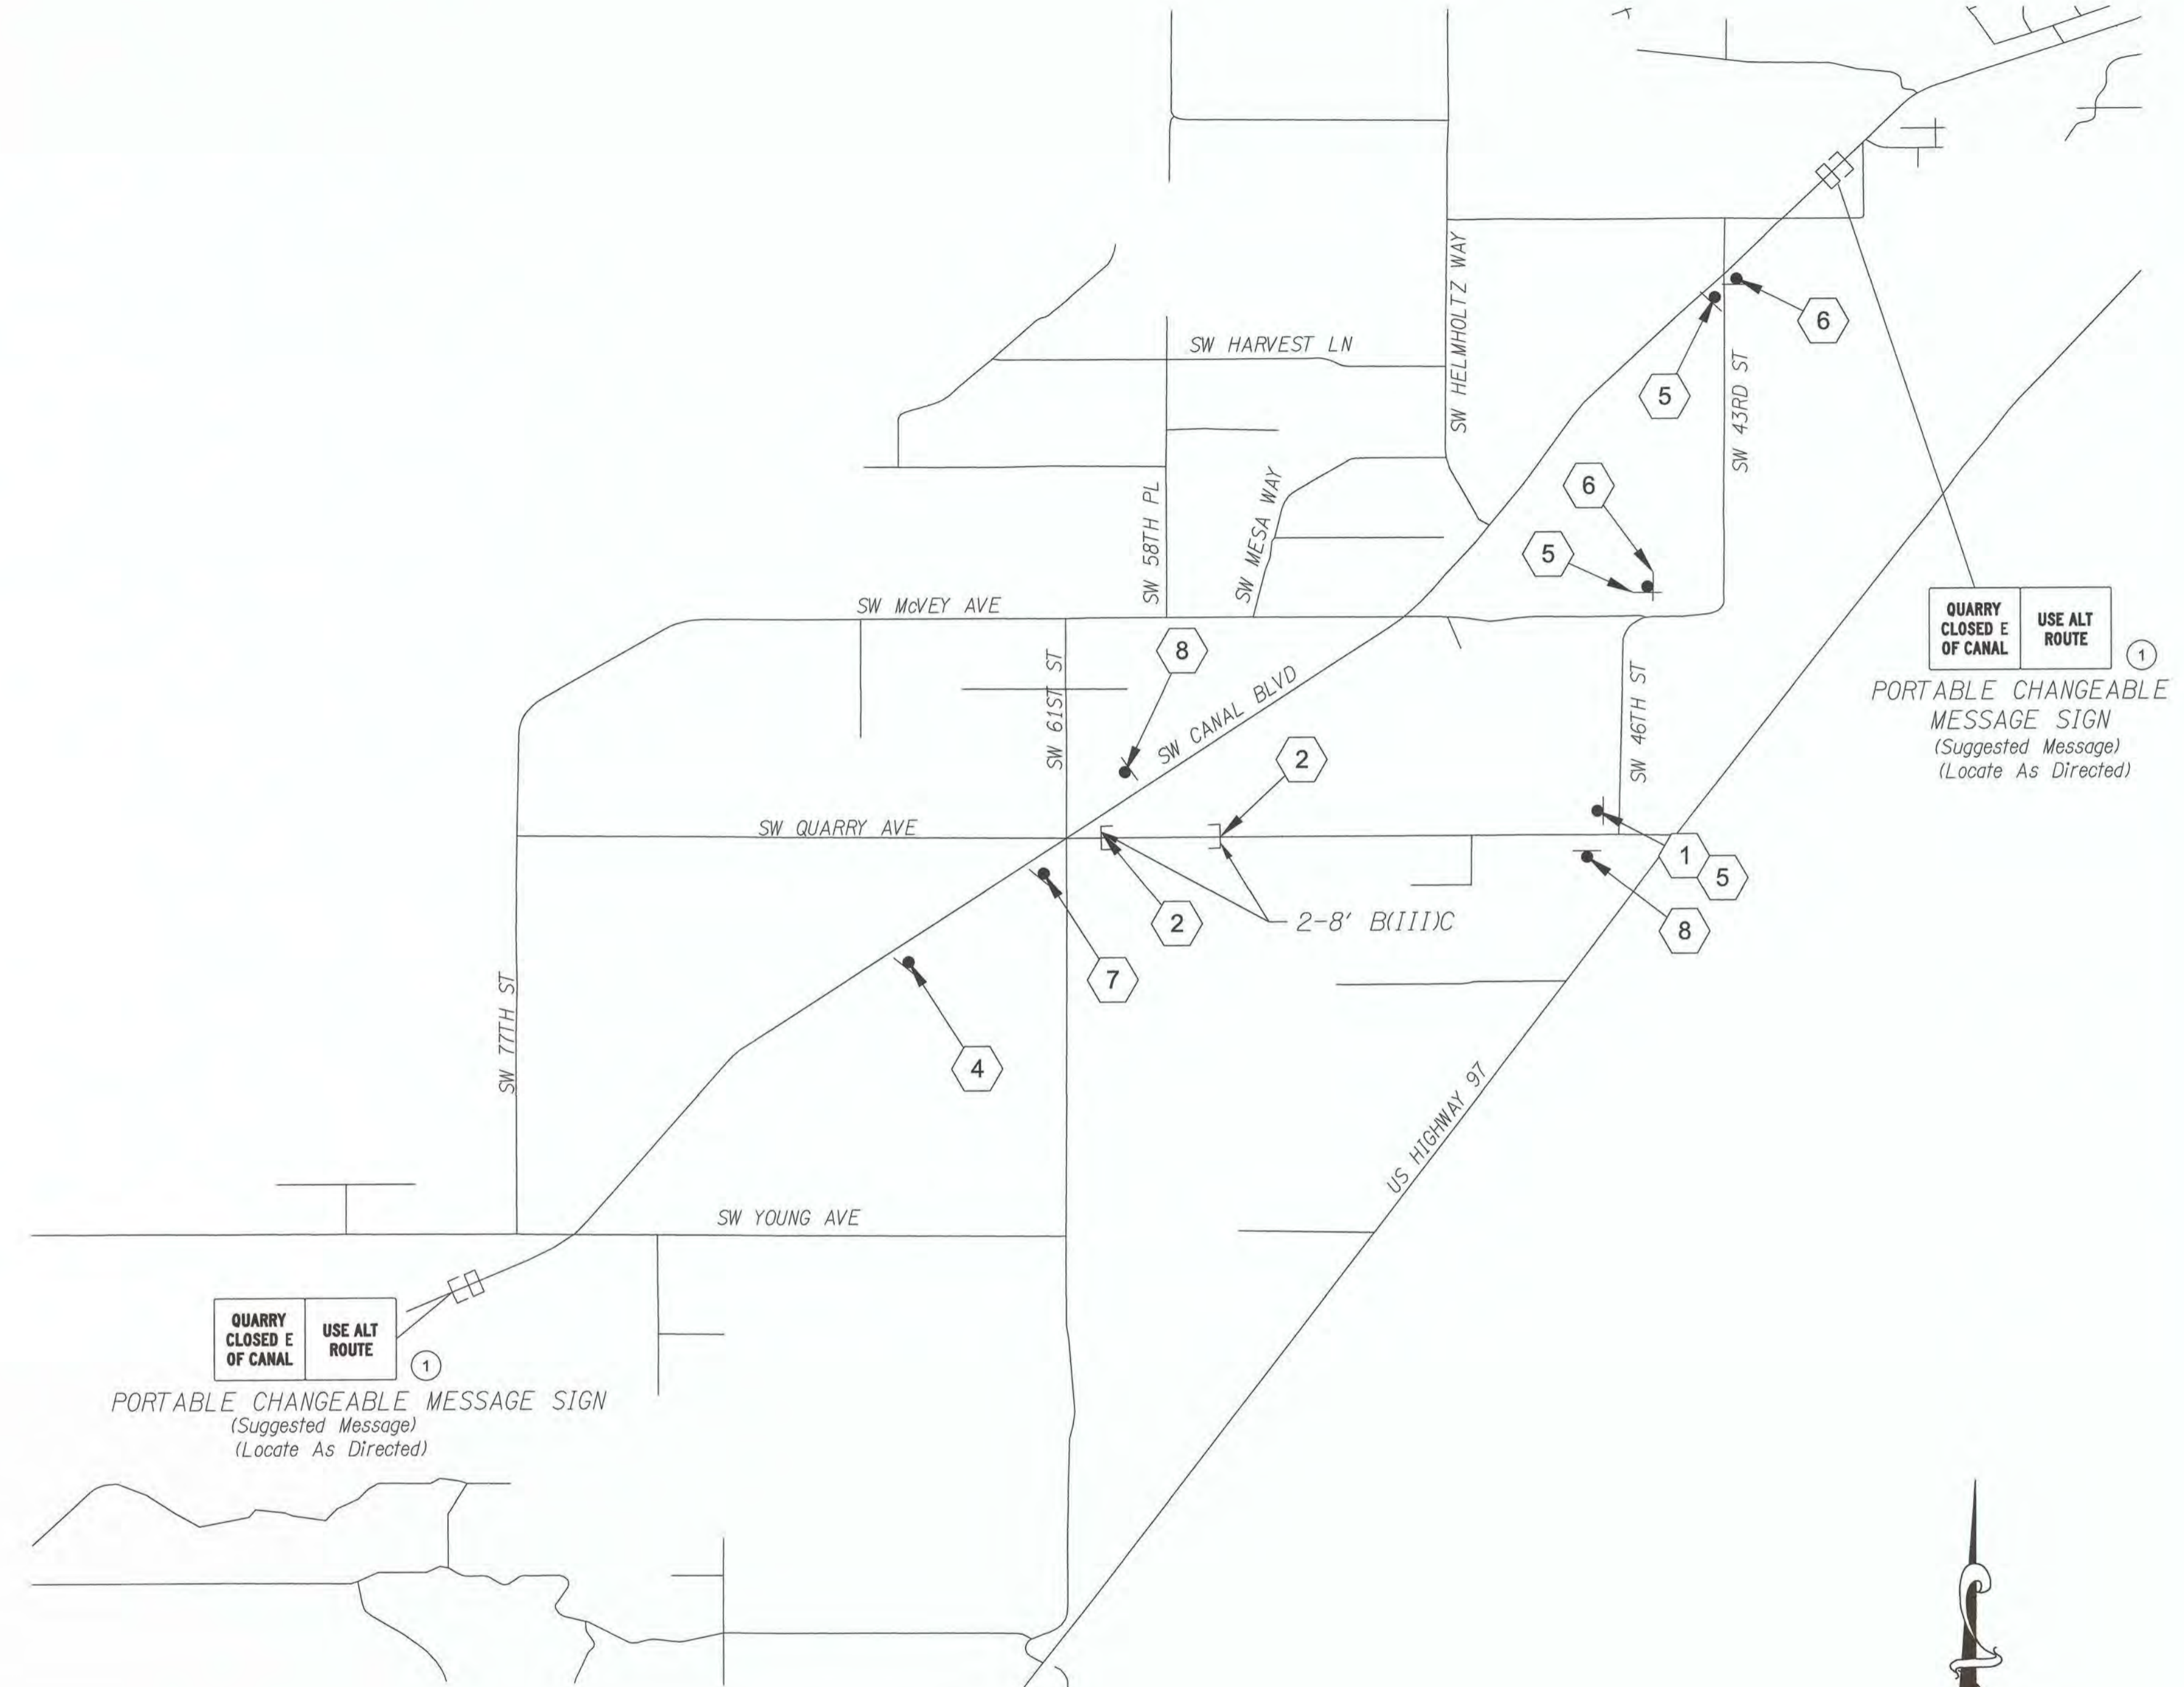 SW HELMHOLTZ WAY
6
SW HARVEST LN
5
SW 43RD ST
6
SW 58TH PL
SW MESA WAY
5
SW McVEY AVE
QUARRY
CLOSED E
OF CANAL
USE ALT
ROUTE
1
PORTABLE CHANGEABLE
MESSAGE SIGN
(Suggested Message)
(Locate As Directed)
8
SW 61ST ST
SW CANAL BLVD
SW 46TH ST
2
SW QUARRY AVE
1
5
2
2-8' B(III)C
8
7
4
SW 77TH ST
US HIGHWAY 97
SW YOUNG AVE
QUARRY
CLOSED E
OF CANAL
USE ALT
ROUTE
1
PORTABLE CHANGEABLE MESSAGE SIGN
(Suggested Message)
(Locate As Directed)